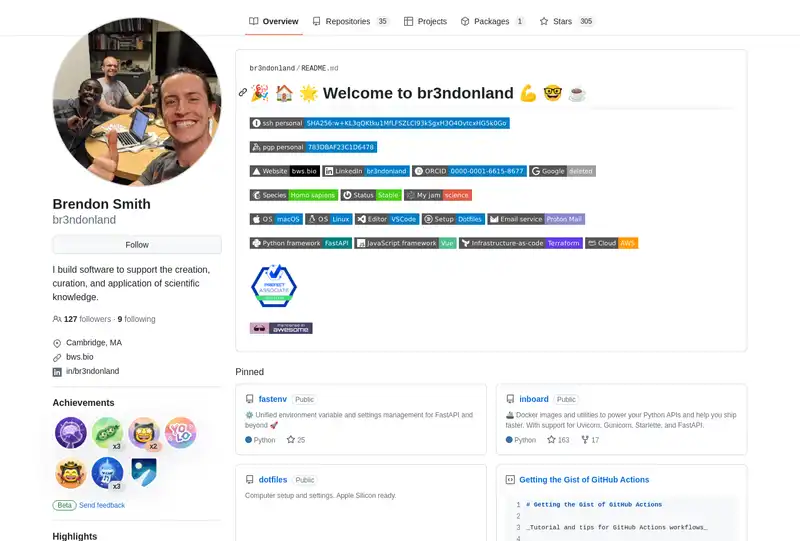 Overview
Repositories 35
Projects
Packages 1
Stars 305
br3ndonland/README.md
🎉 🏠 🌟 Welcome to br3ndonland 💪 🤓 ☕
ssh personal
pgp personal 783DBAF23C1D6478
Website bws.bio LinkedIn br3ndonland ORCID 0000-0001-6615-8677 Google deleted
Species Homo sapiens Status Stable My jam science
OS macOS OS Linux Editor VSCode Setup Dotfiles Email service Proton Mail
Python framework FastAPI JavaScript framework Vue Infrastructure-as-code Terraform Cloud AWS
PREFECT
ASSOCIATE
mentioned in
awesome
Brendon Smith
br3ndonland
Follow
I build software to support the creation,
curation, and application of scientific
knowledge.
127 followers · 9 following
Cambridge, MA
bws.bio
in/br3ndonland
Achievements
YOLO
x3
x2
x3
Beta Send feedback
Highlights
Pinned
fastenv Public
⚙️ Unified environment variable and settings management for FastAPI and
beyond 🚀
Python 25
inboard Public
🚢 Docker images and utilities to power your Python APIs and help you ship
faster. With support for Uvicorn, Gunicorn, Starlette, and FastAPI.
Python 163 17
dotfiles Public
Computer setup and settings. Apple Silicon ready.
Getting the Gist of GitHub Actions
1 # Getting the Gist of GitHub Actions
2
3 _Tutorial and tips for GitHub Actions workflows_
4